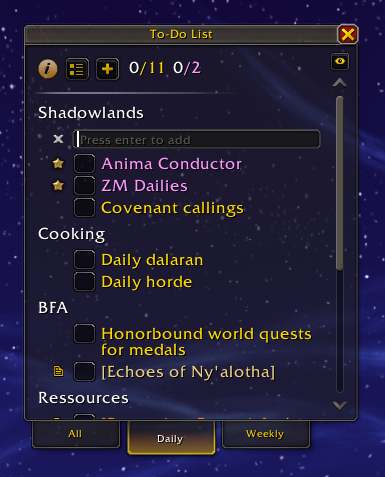 To-Do List
0/11 0/2
Shadowlands
Press enter to add
Anima Conductor
ZM Dailies
Covenant callings
Cooking
Daily dalaran
Daily horde
BFA
Honorbound world quests
for medals
[Echoes of Ny'alotha]
Ressources
All
Daily
Weekly